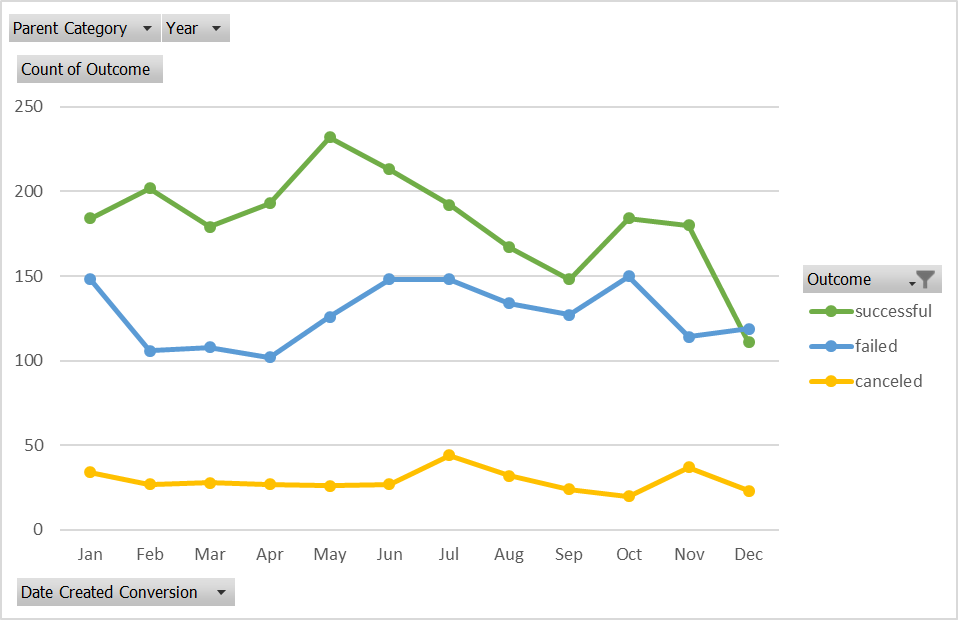 Parent Category Year
Count of Outcome
250
200
150
100
50
0
Jan Feb Mar Apr May Jun Jul Aug Sep Oct Nov Dec
Outcome
successful
failed
canceled
Date Created Conversion